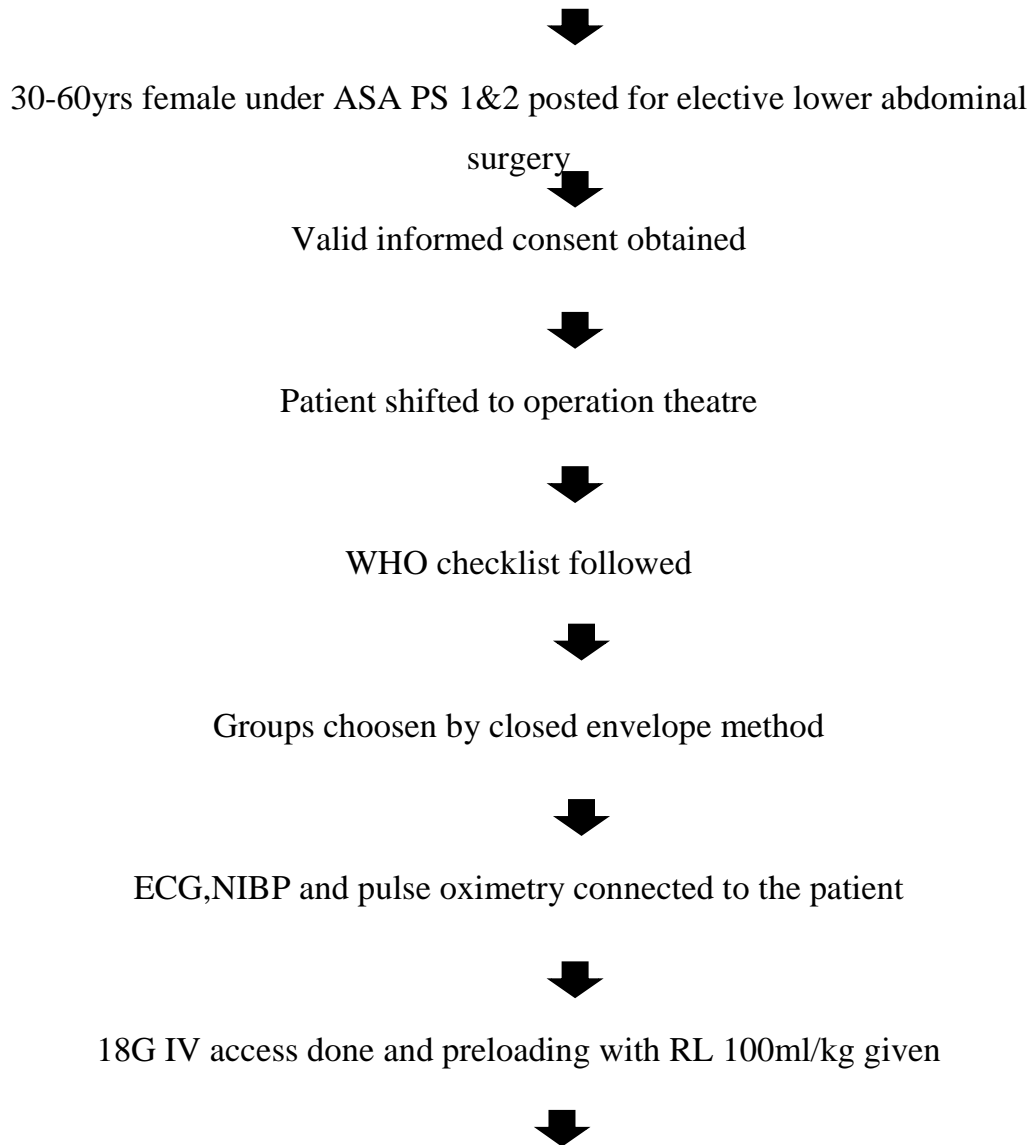 30-60yrs female under ASA PS 1&2 posted for elective lower abdominal
surgery
Valid informed consent obtained
Patient shifted to operation theatre
WHO checklist followed
Groups choosen by closed envelope method
ECG,NIBP and pulse oximetry connected to the patient
18G IV access done and preloading with RL 100ml/kg given